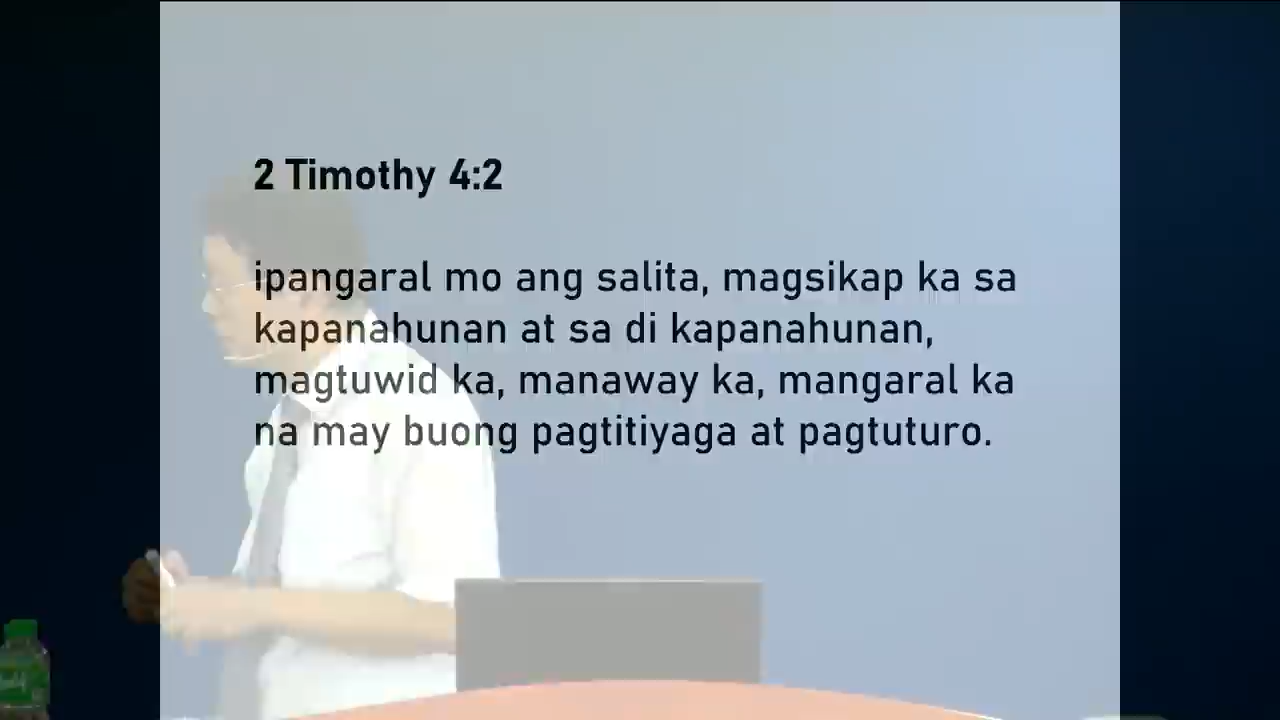 2 Timothy 4:2
ipangaral mo ang salita, magsikap ka sa
kapanahunan at sa di kapanahunan,
magtuwid ka, manaway ka, mangaral ka
na may buong pagtitiyaga at pagtuturo.